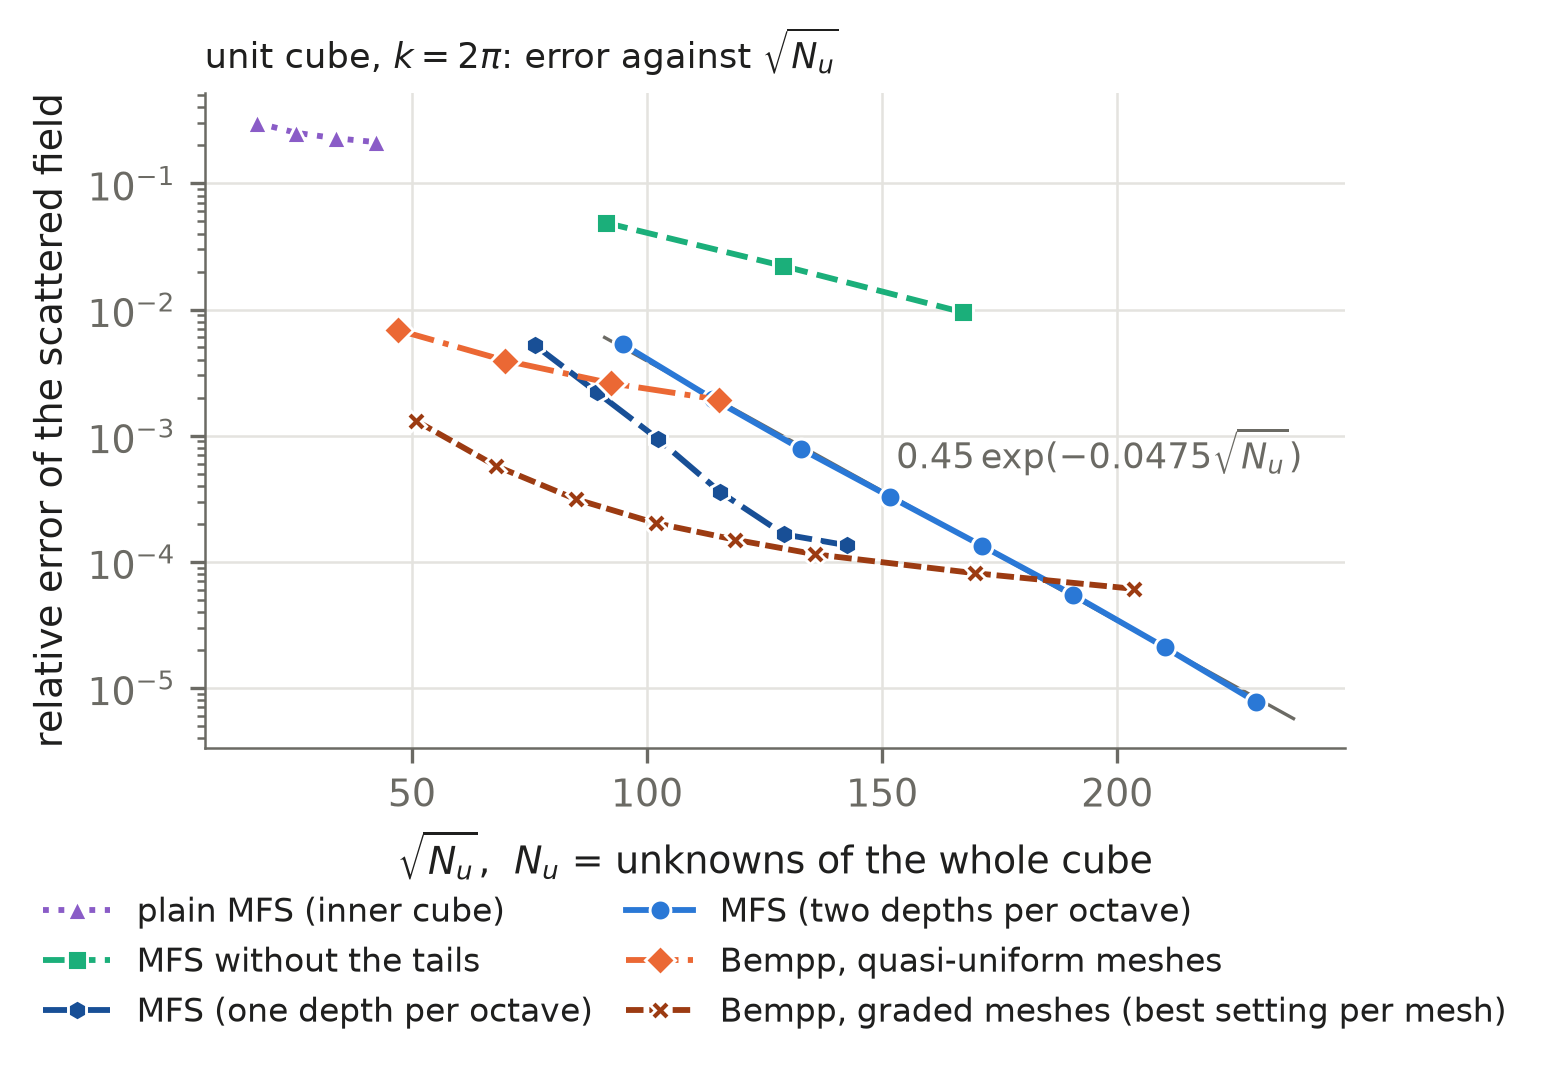 unit cube, k = 2π: error against √N_u
relative error of the scattered field
10⁻¹
10⁻²
10⁻³
10⁻⁴
10⁻⁵
0.45 exp(−0.0475√N_u)
50 100 150 200
√N_u, N_u = unknowns of the whole cube
plain MFS (inner cube)
MFS without the tails
MFS (one depth per octave)
MFS (two depths per octave)
Bempp, quasi-uniform meshes
Bempp, graded meshes (best setting per mesh)